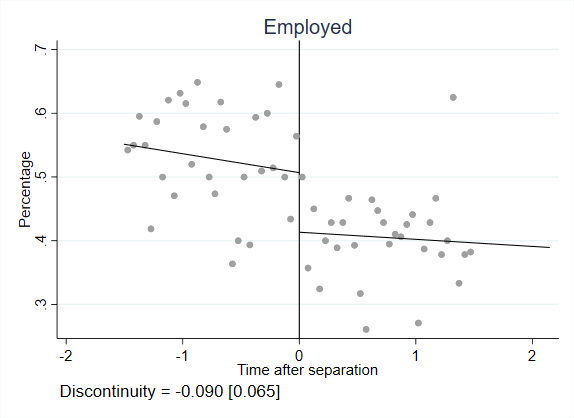 Employed
Percentage
.7
.6
.5
.4
.3
-2 -1 0 1 2
Time after separation
Discontinuity = -0.090 [0.065]